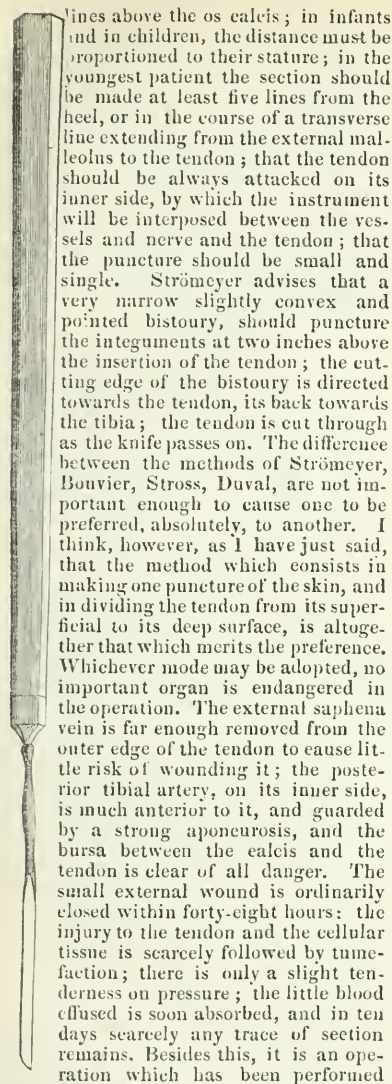 lines above the os calcis; in infants
and in children, the distance must be
proportioned to their stature; in the
youngest patient the section should
be made at least five lines from the
heel, or in the course of a transverse
line extending from the external mal-
leolus to the tendon; that the tendon
should be always attacked on its
inner side, by which the instrument
will be interposed between the ves-
sels and nerve and the tendon; that
the puncture should be small and
single. Strömeyer advises that a
very narrow slightly convex and
pointed bistoury, should puncture
the integuments at two inches above
the insertion of the tendon; the cut-
ting edge of the bistoury is directed
towards the tendon, its back towards
the tibia; the tendon is cut through
as the knife passes on. The difference
between the methods of Strömeyer,
Bouvier, Stross, Duval, are not im-
portant enough to cause one to be
preferred, absolutely, to another. I
think, however, as I have just said,
that the method which consists in
making one puncture of the skin, and
in dividing the tendon from its super-
ficial to its deep surface, is altoge-
ther that which merits the preference.
Whichever mode may be adopted, no
important organ is endangered in
the operation. The external saphena
vein is far enough removed from the
outer edge of the tendon to cause lit-
tle risk of wounding it; the poste-
rior tibial artery, on its inner side,
is much anterior to it, and guarded
by a strong aponeurosis, and the
bursa between the calcis and the
tendon is clear of all danger. The
small external wound is ordinarily
closed within forty-eight hours: the
injury to the tendon and the cellular
tissue is scarcely followed by tume-
faction; there is only a slight ten-
derness on pressure; the little blood
effused is soon absorbed, and in ten
days scarcely any trace of section
remains. Besides this, it is an ope-
ration which has been performed